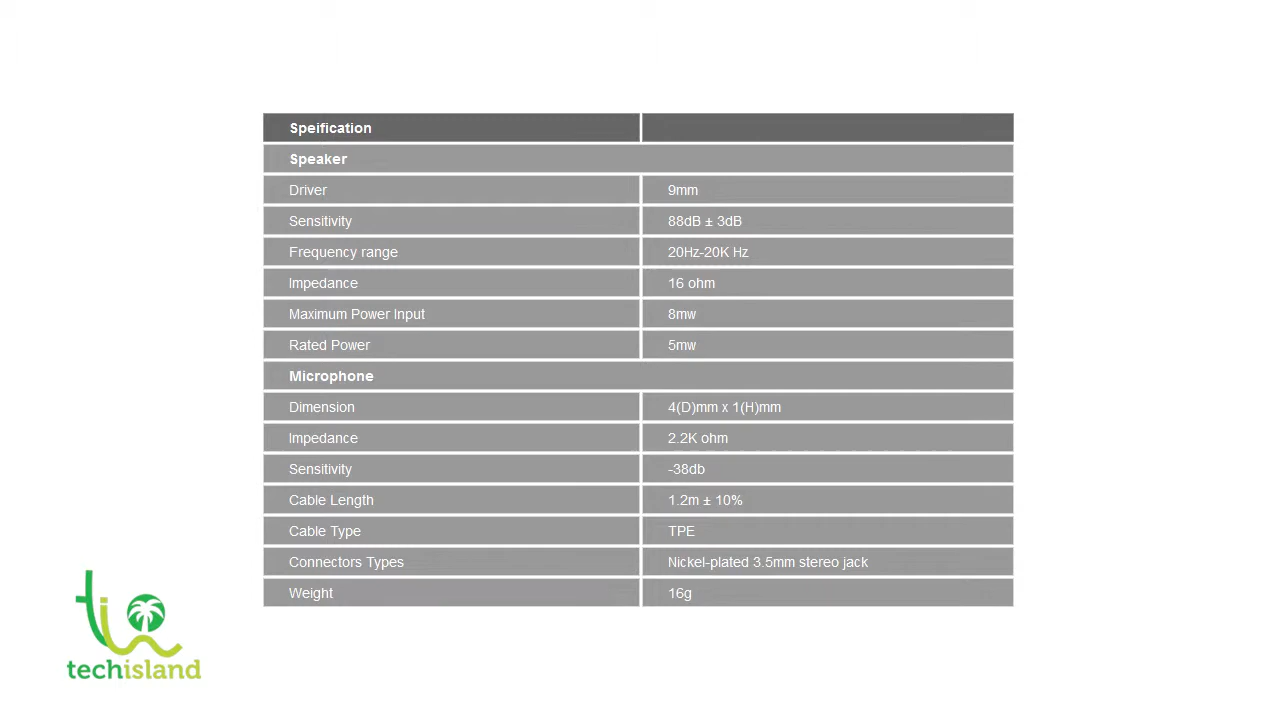 Speification
Speaker
Driver 9mm
Sensitivity 88dB ± 3dB
Frequency range 20Hz-20K Hz
Impedance 16 ohm
Maximum Power Input 8mw
Rated Power 5mw
Microphone
Dimension 4(D)mm x 1(H)mm
Impedance 2.2K ohm
Sensitivity -38db
Cable Length 1.2m ± 10%
Cable Type TPE
Connectors Types Nickel-plated 3.5mm stereo jack
Weight 16g
ti
techisland